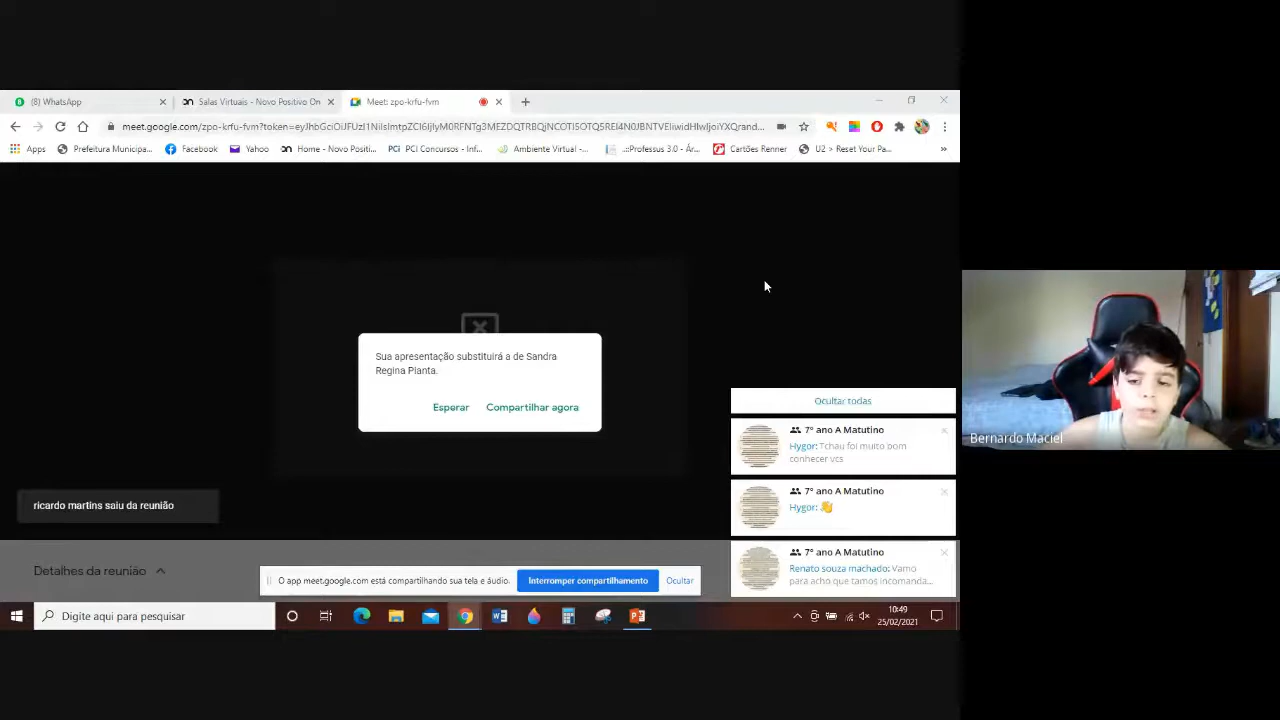 (8) WhatsApp
Salas Virtuais - Novo Positivo On
Meet: zpo-krfu-fvm
Apps
Prefeitura Municipa...
Facebook
Yahoo
Home - Novo Positi...
PCI Concursos - Inf...
Ambiente Virtual -...
..::Professus 3.0 - Ár...
Cartões Renner
U2 > Reset Your Pa...
»
Sua apresentação substituirá a de Sandra
Regina Pianta.
Esperar
Compartilhar agora
Ocultar todas
7º ano A Matutino
Hygor: Tchau foi muito bom
conhecer vcs
7º ano A Matutino
Hygor: 👋
7º ano A Matutino
Renato souza machado: Vamo
para acho que tamos incomanda...
Bernardo Maciel
martins saiu da reunião
Detalhes da reunião
O app meet.google.com está compartilhando sua tela e
Interromper compartilhamento
Ocultar
Digite aqui para pesquisar
10:49
25/02/2021